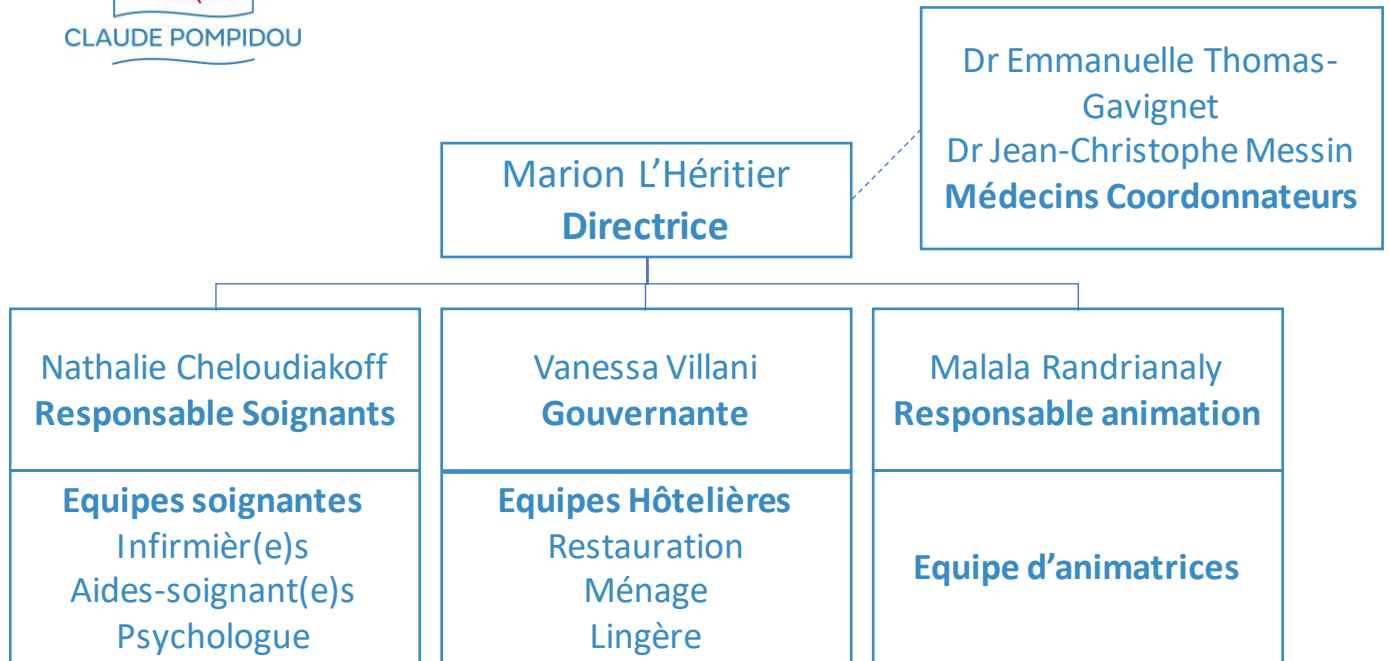 CLAUDE POMPIDOU
Dr Emmanuelle Thomas-
Gavignet
Dr Jean-Christophe Messin
Médecins Coordonnateurs
Marion L’Héritier
Directrice
Nathalie Cheloudiakoff
Responsable Soignants
Vanessa Villani
Gouvernante
Malala Randrianaly
Responsable animation
Equipes soignantes
Infirmièr(e)s
Aides-soignant(e)s
Psychologue
Equipes Hôtelières
Restauration
Ménage
Lingère
Equipe d’animatrices